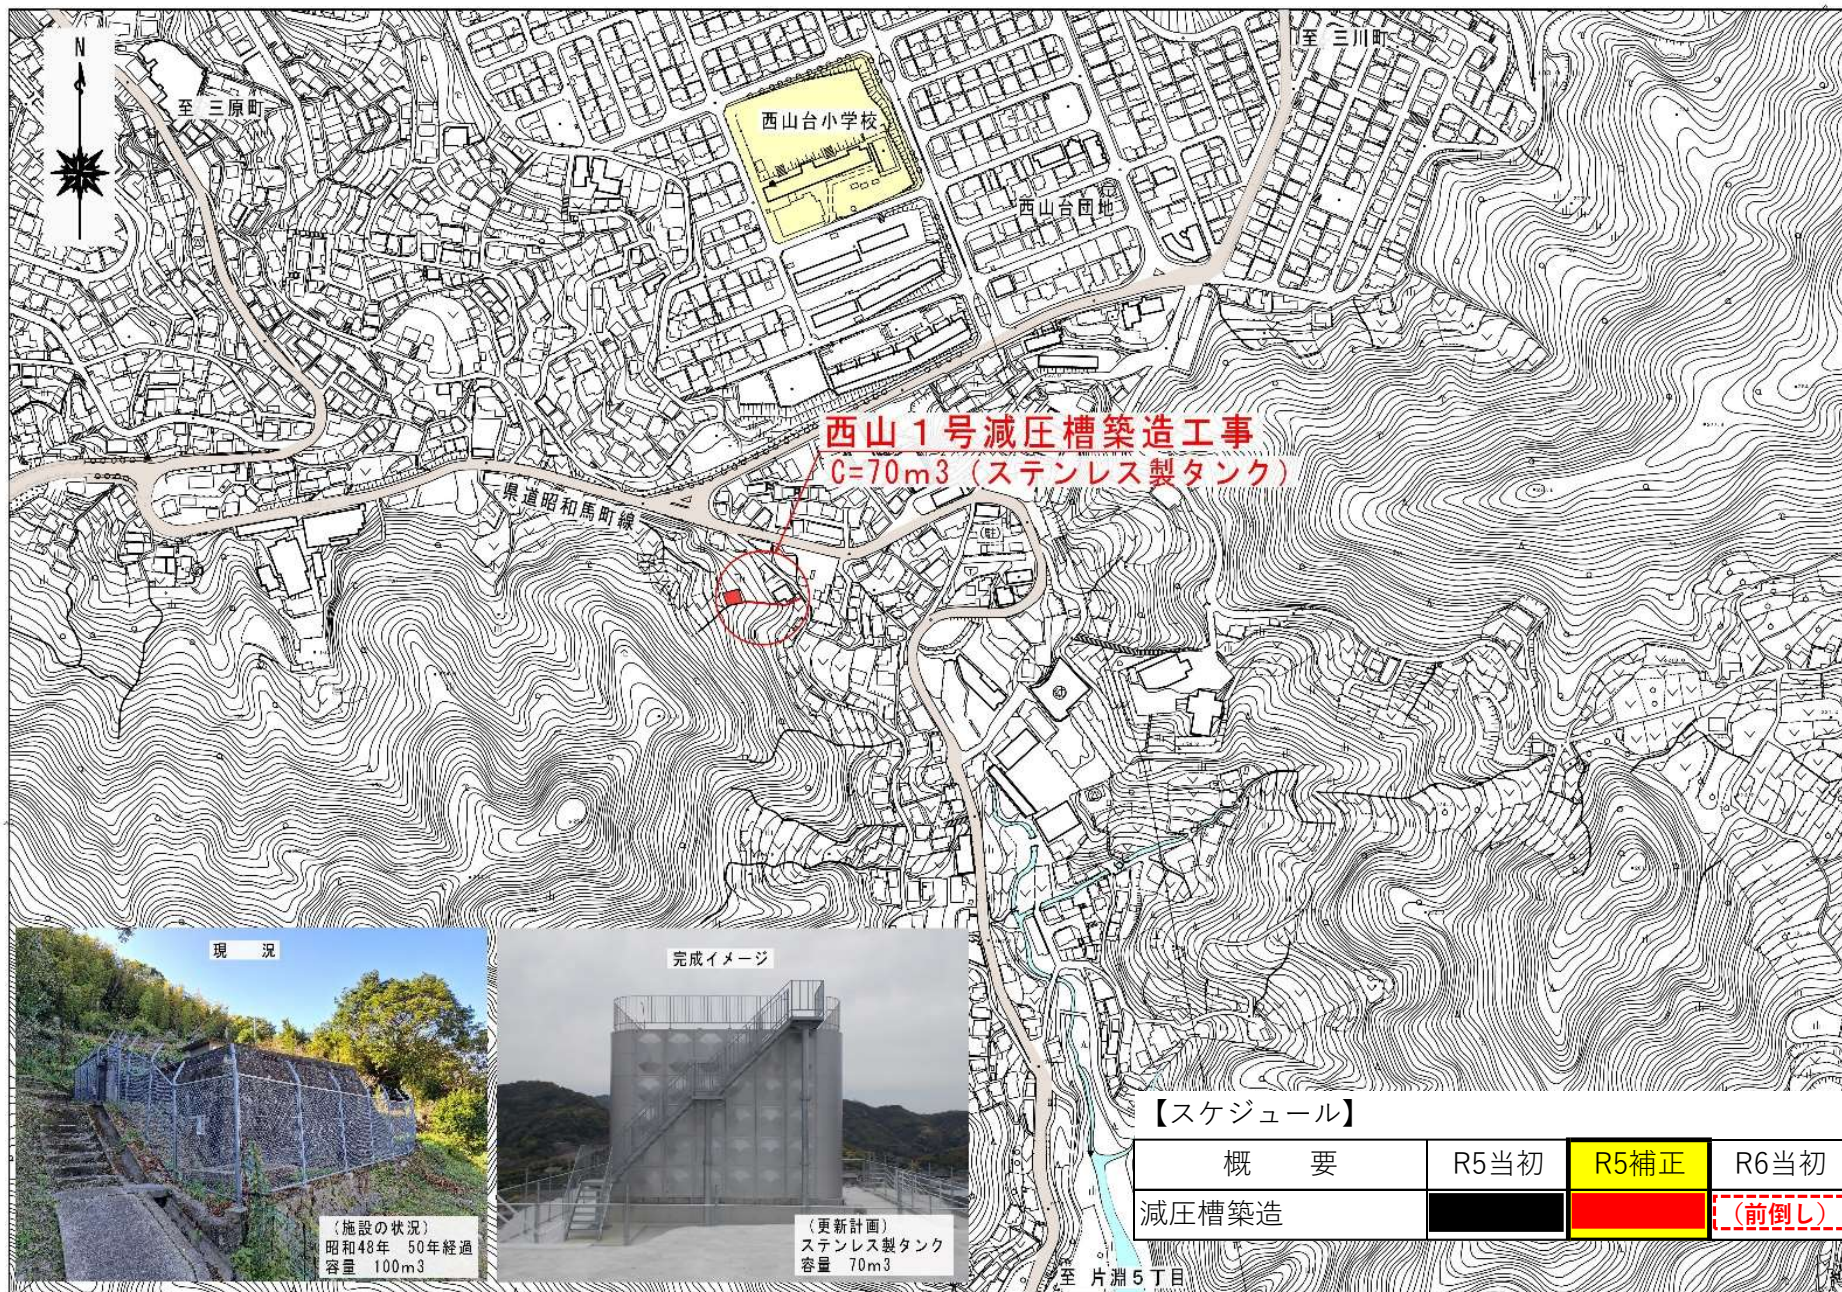 N
至 三原町
至 三川町
西山台小学校
西山台団地
西山1号減圧槽築造工事
C=70m3 (ステンレス製タンク)
県道昭和馬町線
(駐)
現 況
(施設の状況)
昭和48年 50年経過
容量 100m3
完成イメージ
(更新計画)
ステンレス製タンク
容量 70m3
【スケジュール】
概 要 R5当初 R5補正 R6当初
減圧槽築造 (前倒し)
至 片淵5丁目